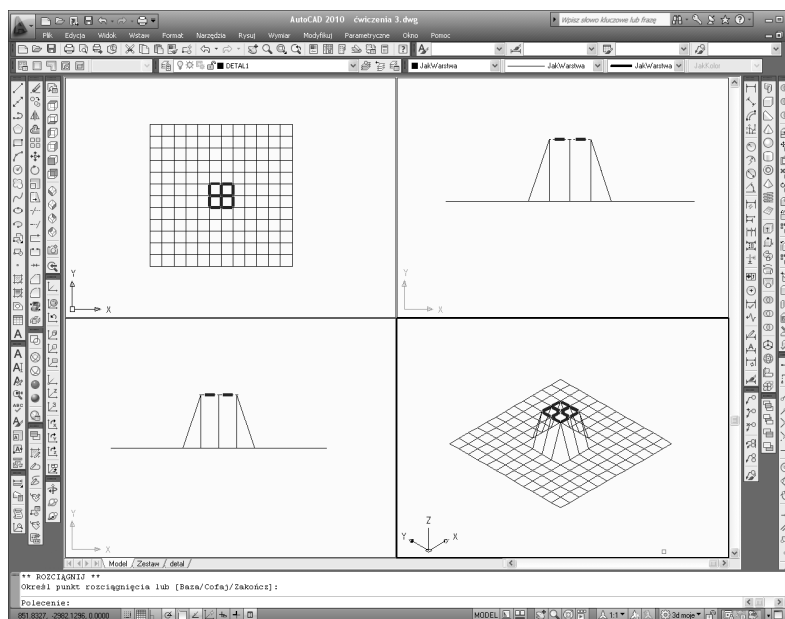 AutoCAD 2010 ćwiczenia 3.dwg
Wpisz słowo kluczowe lub frazę
Plik Edycja Widok Wstaw Format Narzędzia Rysuj Wymiar Modyfikuj Parametryczne Okno Pomoc
DETAL1
JakWarstwa
JakWarstwa
JakWarstwa
JakKolor
Y
X
Y
X
Y
X
Z
Y
X
Model Zestaw detal
** ROZCIĄGNIJ **
Określ punkt rozciągnięcia lub [Baza/Cofaj/Zakończ]:
Polecenie:
851.8327, -2982.1296, 0.0000
MODEL
1:1
3d moje